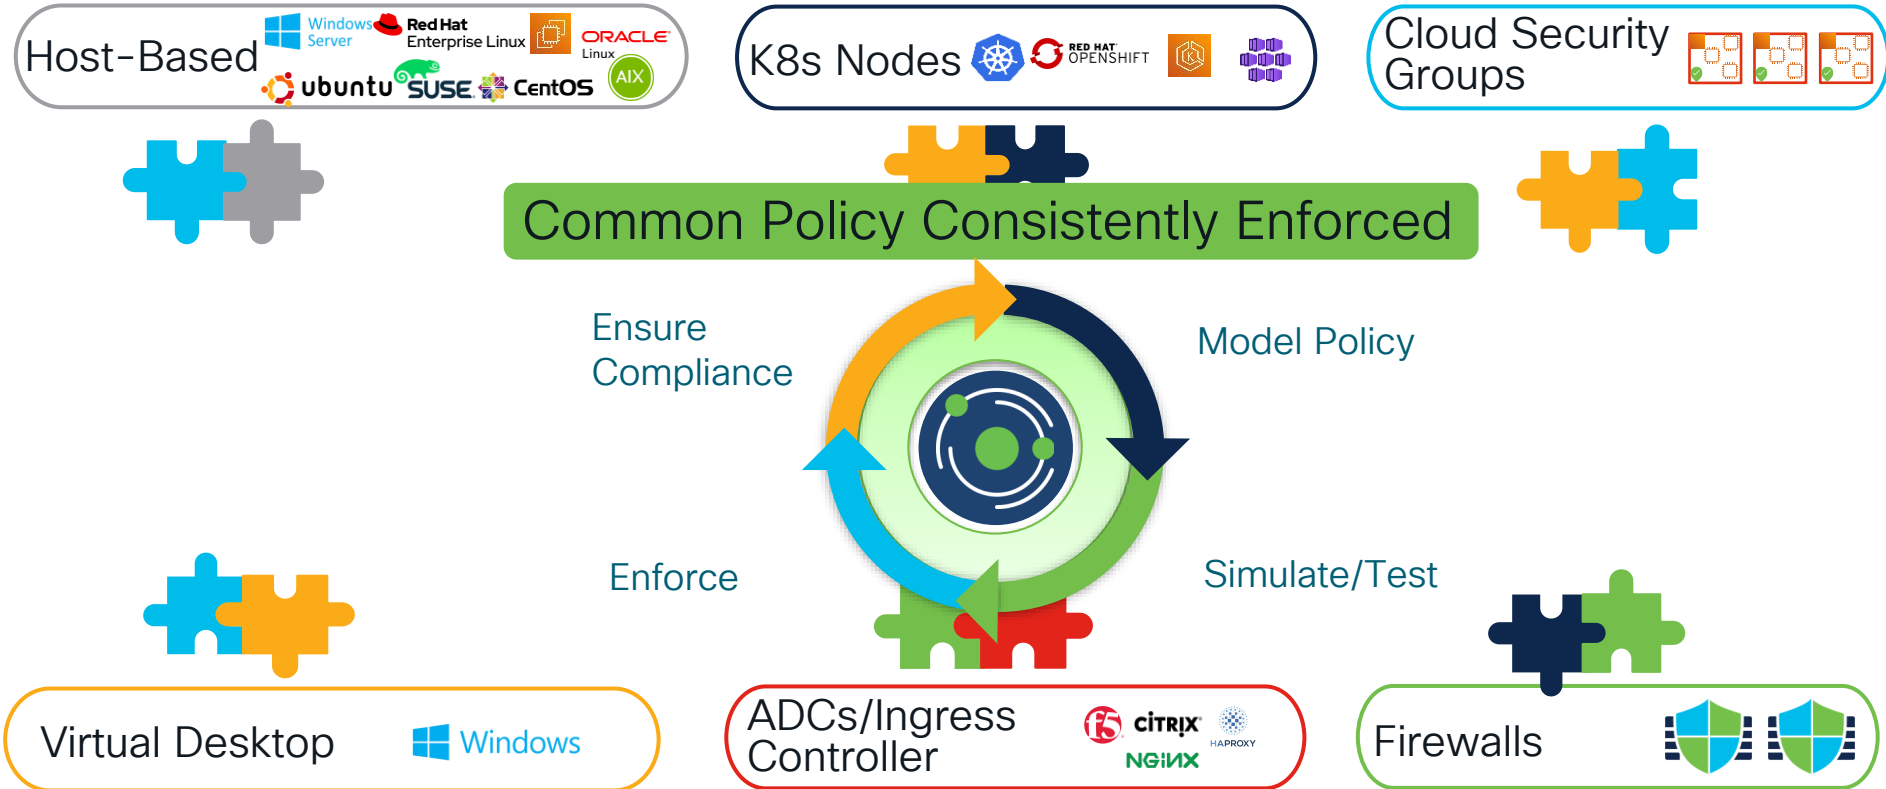 Host-Based
Windows
Server
Red Hat
Enterprise Linux
ORACLE
Linux
ubuntu
SUSE
CentOS
AIX
K8s Nodes
RED HAT
OPENSHIFT
Cloud Security
Groups
Common Policy Consistently Enforced
Ensure
Compliance
Model Policy
Enforce
Simulate/Test
Virtual Desktop
Windows
ADCs/Ingress
Controller
f5
CiTRIX
HAPROXY
NGiNX
Firewalls